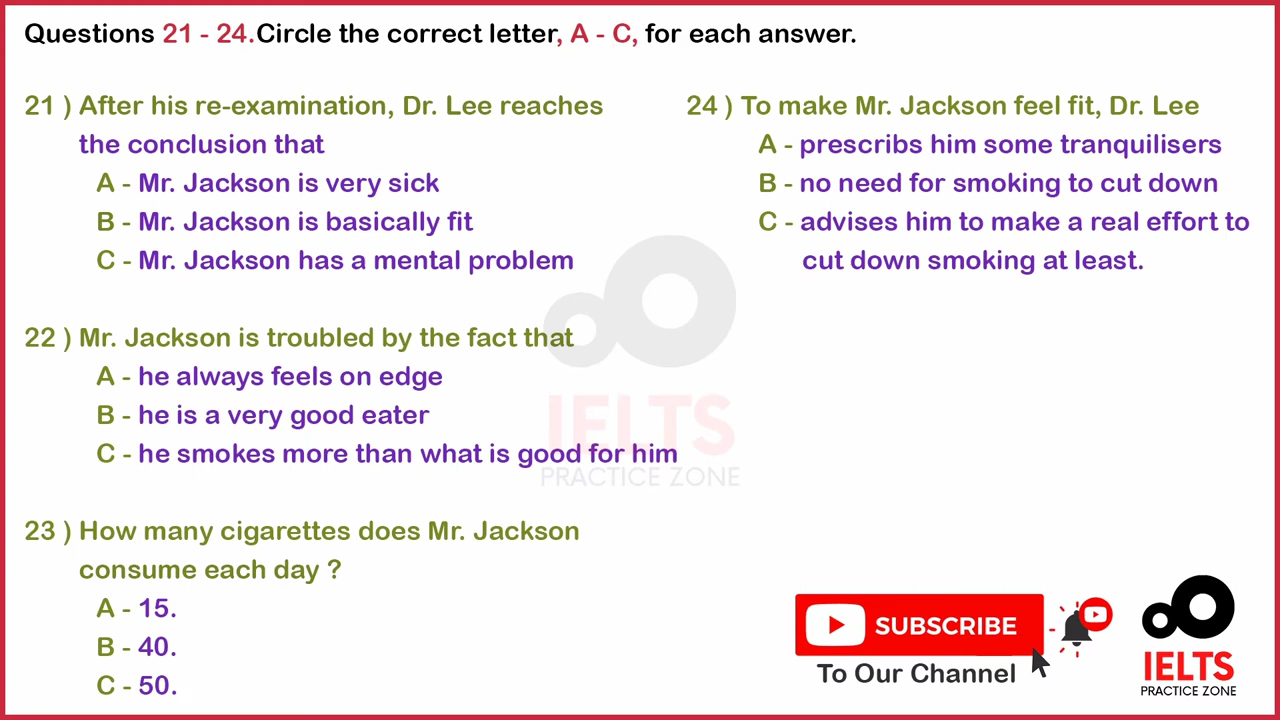 Questions 21 - 24.Circle the correct letter, A - C, for each answer.
21 ) After his re-examination, Dr. Lee reaches
the conclusion that
A - Mr. Jackson is very sick
B - Mr. Jackson is basically fit
C - Mr. Jackson has a mental problem
22 ) Mr. Jackson is troubled by the fact that
A - he always feels on edge
B - he is a very good eater
C - he smokes more than what is good for him
23 ) How many cigarettes does Mr. Jackson
consume each day ?
A - 15.
B - 40.
C - 50.
24 ) To make Mr. Jackson feel fit, Dr. Lee
A - prescribs him some tranquilisers
B - no need for smoking to cut down
C - advises him to make a real effort to
cut down smoking at least.
IELTS
PRACTICE ZONE
SUBSCRIBE
To Our Channel
IELTS
PRACTICE ZONE